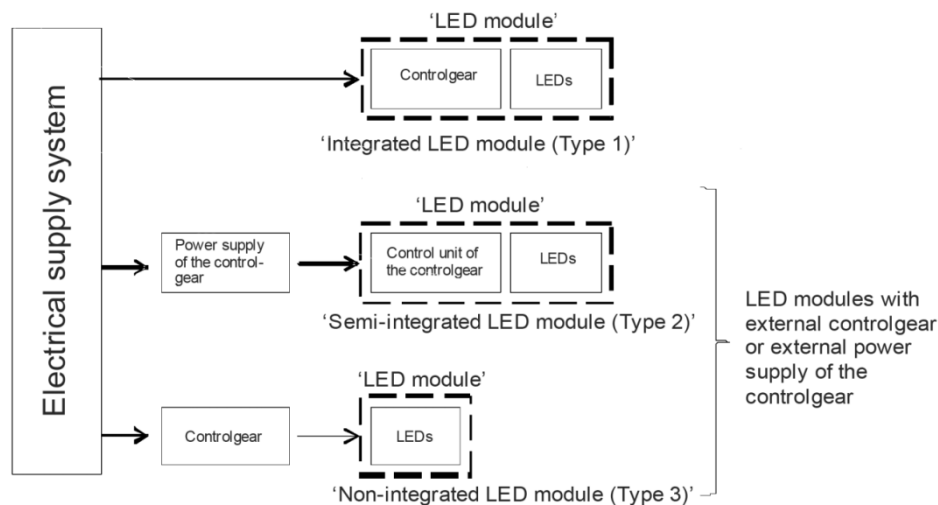 Electrical supply system
‘LED module’
Controlgear
LEDs
‘Integrated LED module (Type 1)’
‘LED module’
Power supply
of the control-
gear
Control unit of
the controlgear
LEDs
‘Semi-integrated LED module (Type 2)’
‘LED module’
Controlgear
LEDs
‘Non-integrated LED module (Type 3)’
LED modules with
external controlgear
or external power
supply of the
controlgear